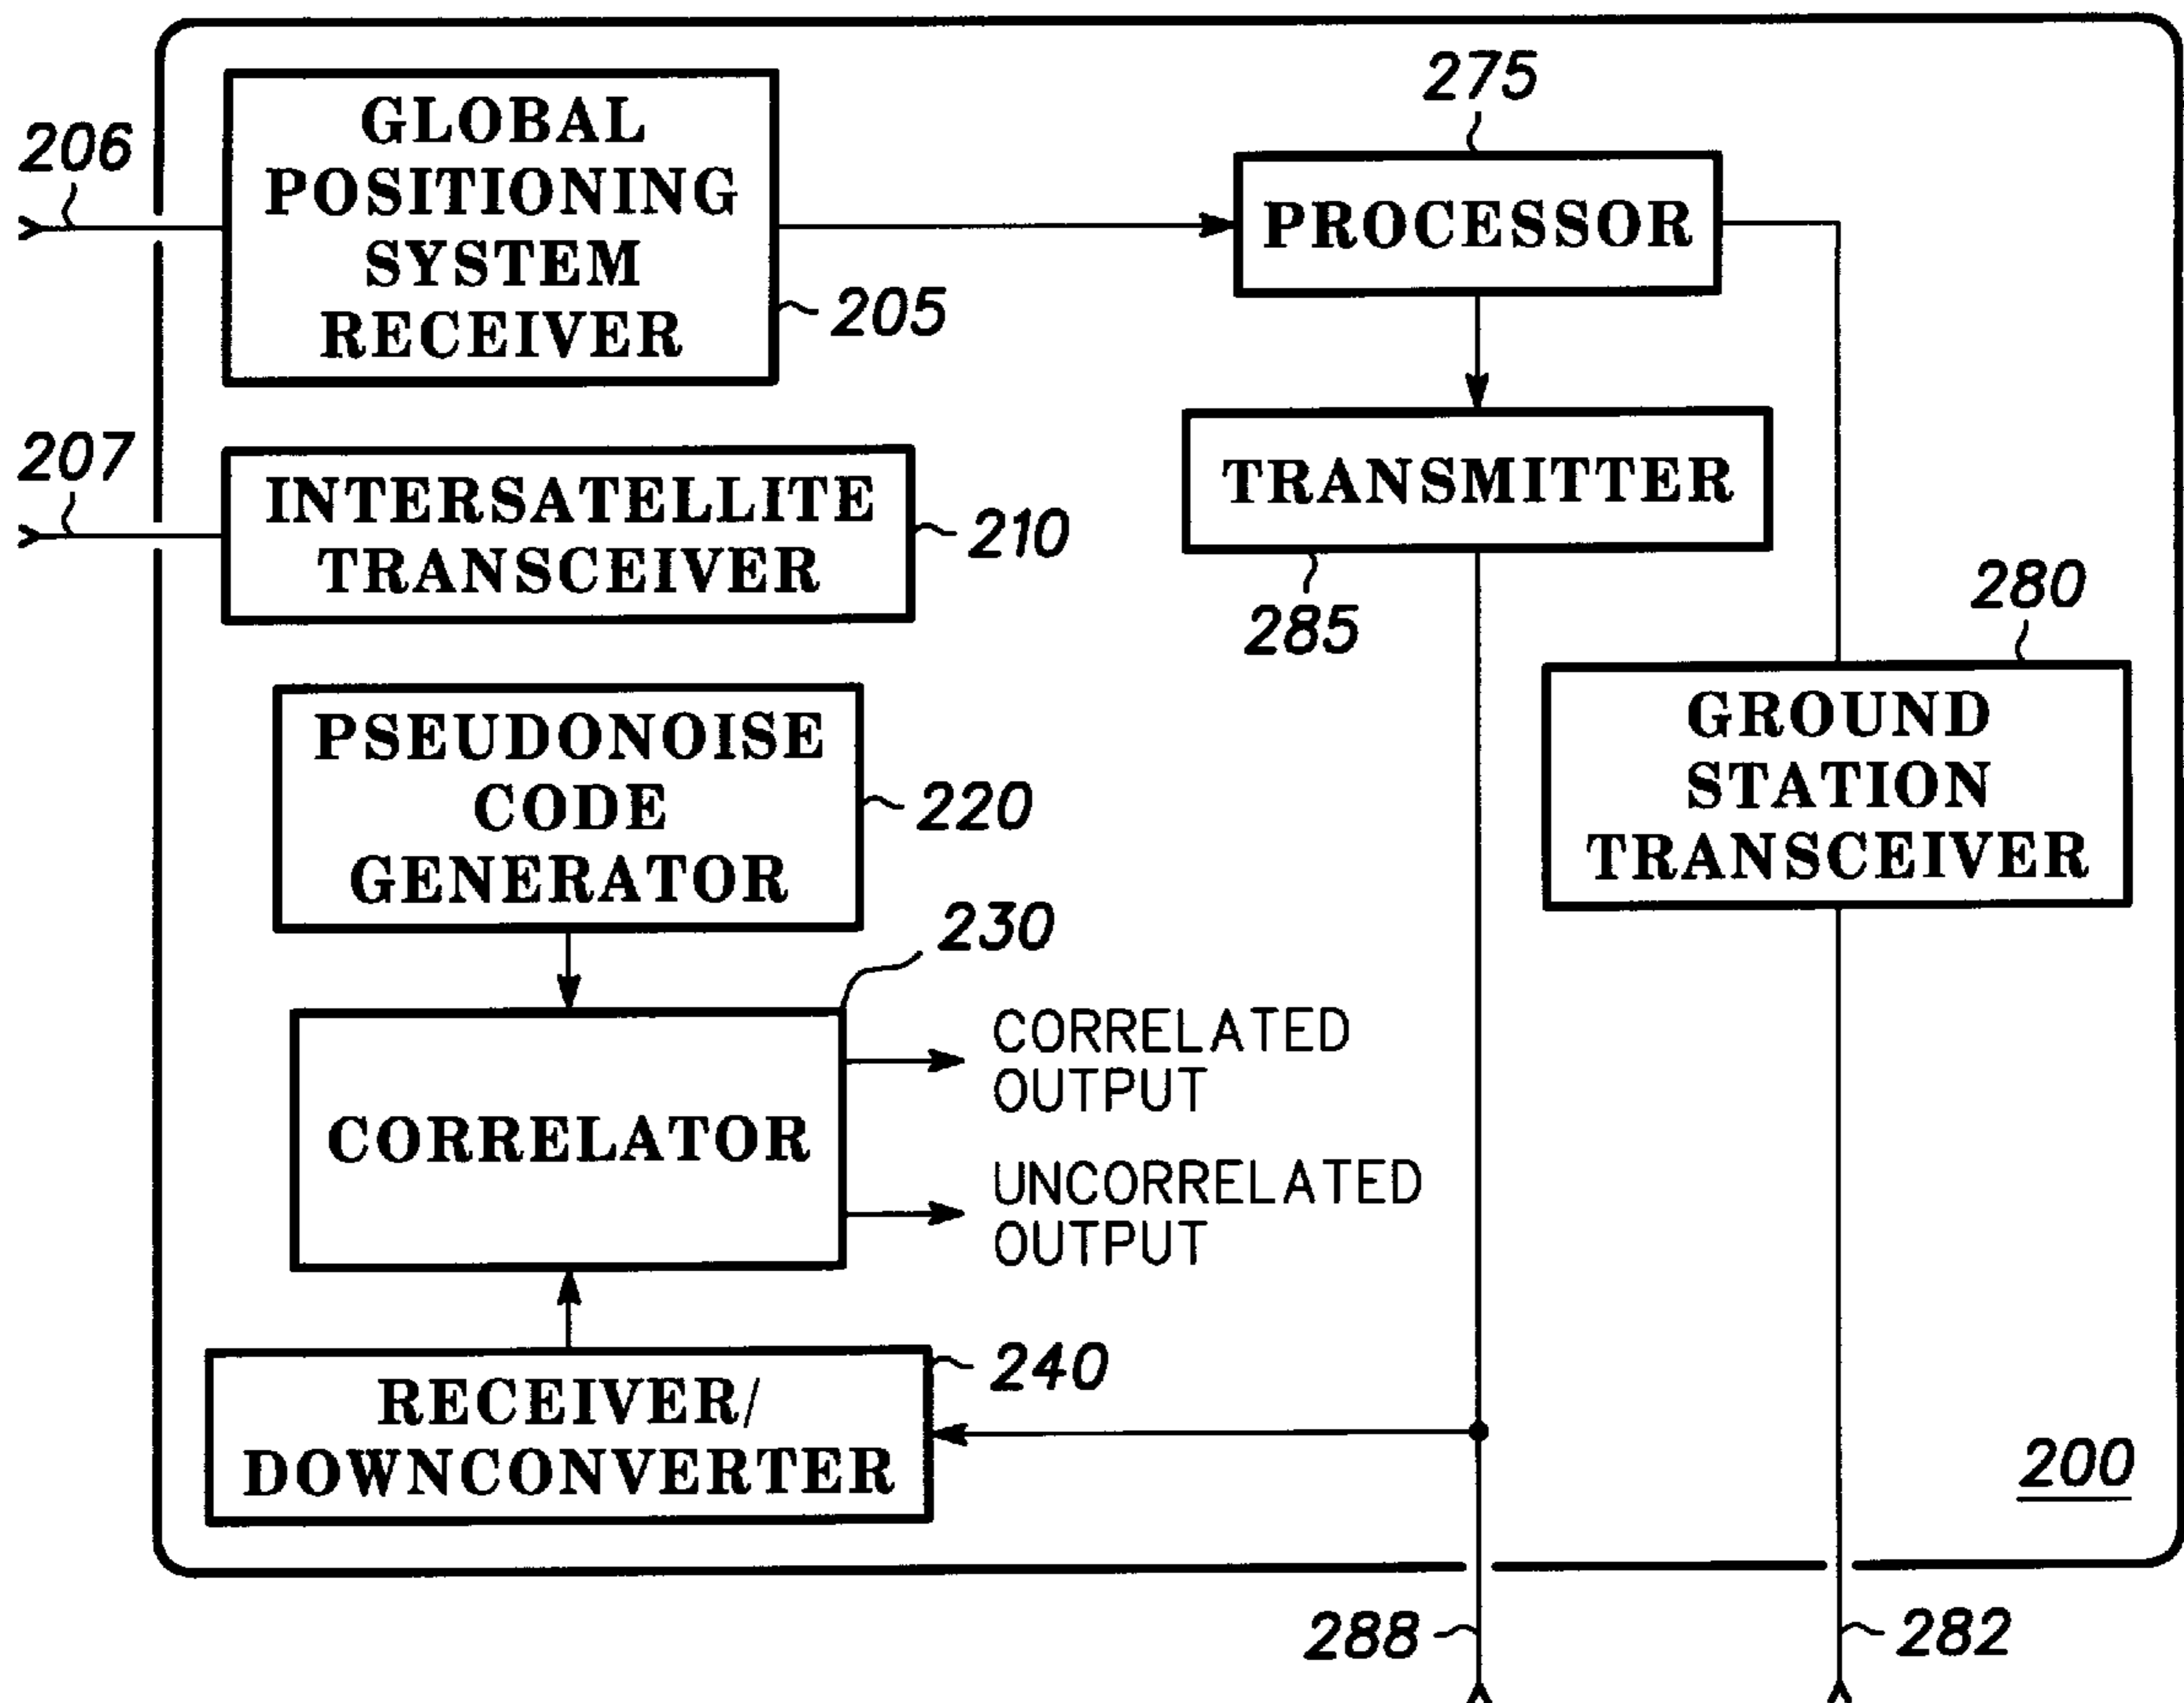 206
GLOBAL
POSITIONING
SYSTEM
RECEIVER
205
275
PROCESSOR
207
INTERSATELLITE
TRANSCEIVER
210
TRANSMITTER
285
280
GROUND
STATION
TRANSCEIVER
PSEUDONOISE
CODE
GENERATOR
220
230
CORRELATOR
CORRELATED
OUTPUT
UNCORRELATED
OUTPUT
240
RECEIVER/
DOWNCONVERTER
200
288
282